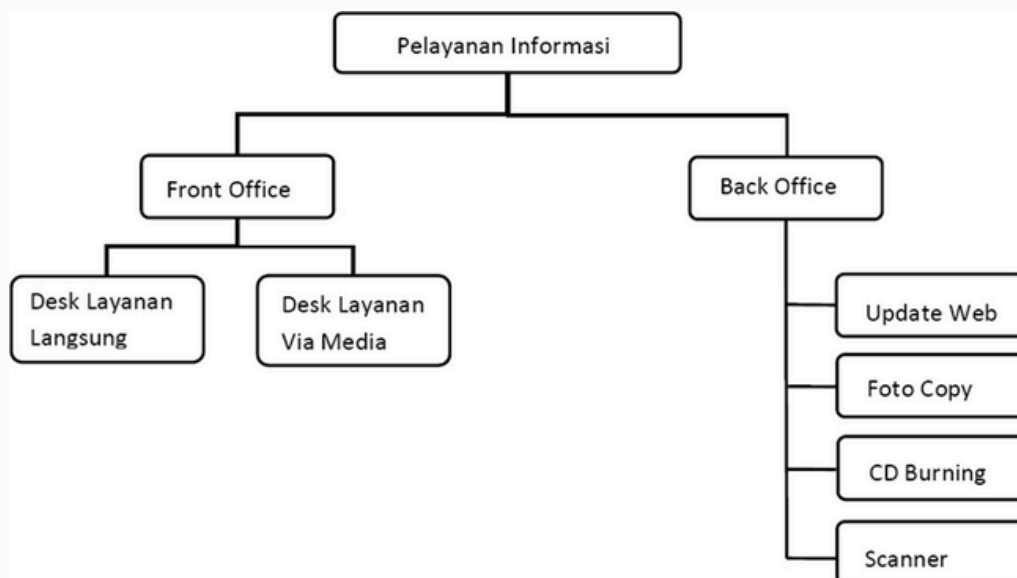 Pelayanan Informasi
Front Office
Back Office
Desk Layanan
Langsung
Desk Layanan
Via Media
Update Web
Foto Copy
CD Burning
Scanner